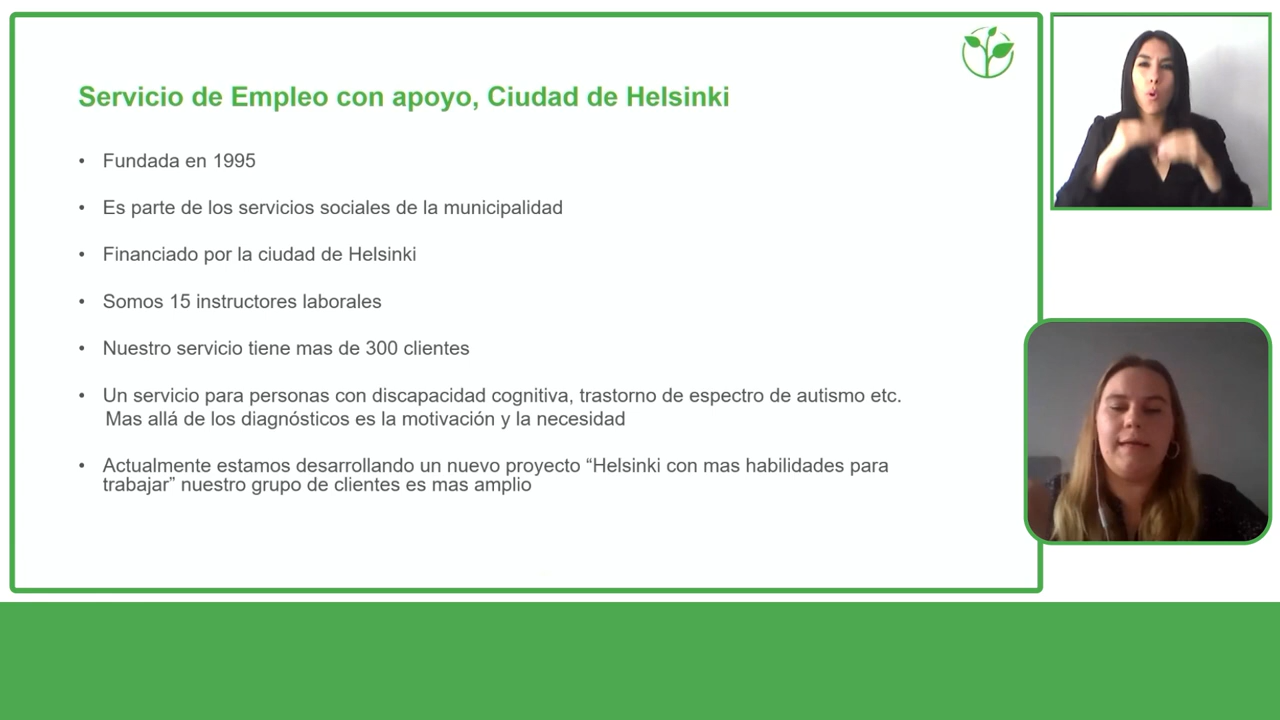 Servicio de Empleo con apoyo, Ciudad de Helsinki
• Fundada en 1995
• Es parte de los servicios sociales de la municipalidad
• Financiado por la ciudad de Helsinki
• Somos 15 instructores laborales
• Nuestro servicio tiene mas de 300 clientes
• Un servicio para personas con discapacidad cognitiva, trastorno de espectro de autismo etc.
Mas allá de los diagnósticos es la motivación y la necesidad
• Actualmente estamos desarrollando un nuevo proyecto “Helsinki con mas habilidades para
trabajar” nuestro grupo de clientes es mas amplio